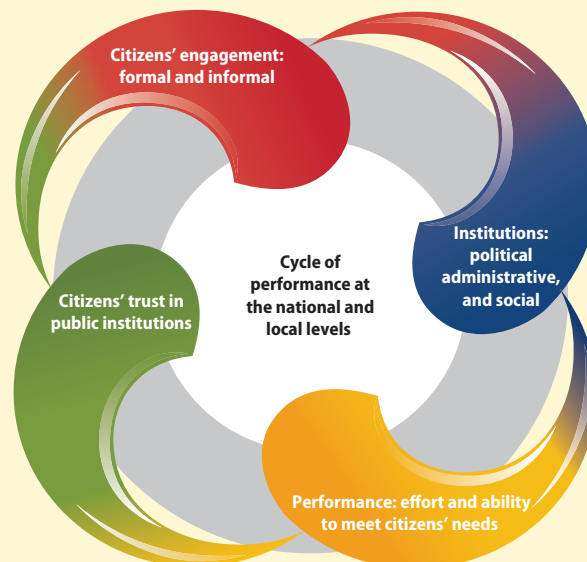 Citizens’ engagement:
formal and informal
Institutions:
political
administrative,
and social
Cycle of
performance at
the national and
local levels
Citizens’ trust in
public institutions
Performance: effort and ability
to meet citizens’ needs